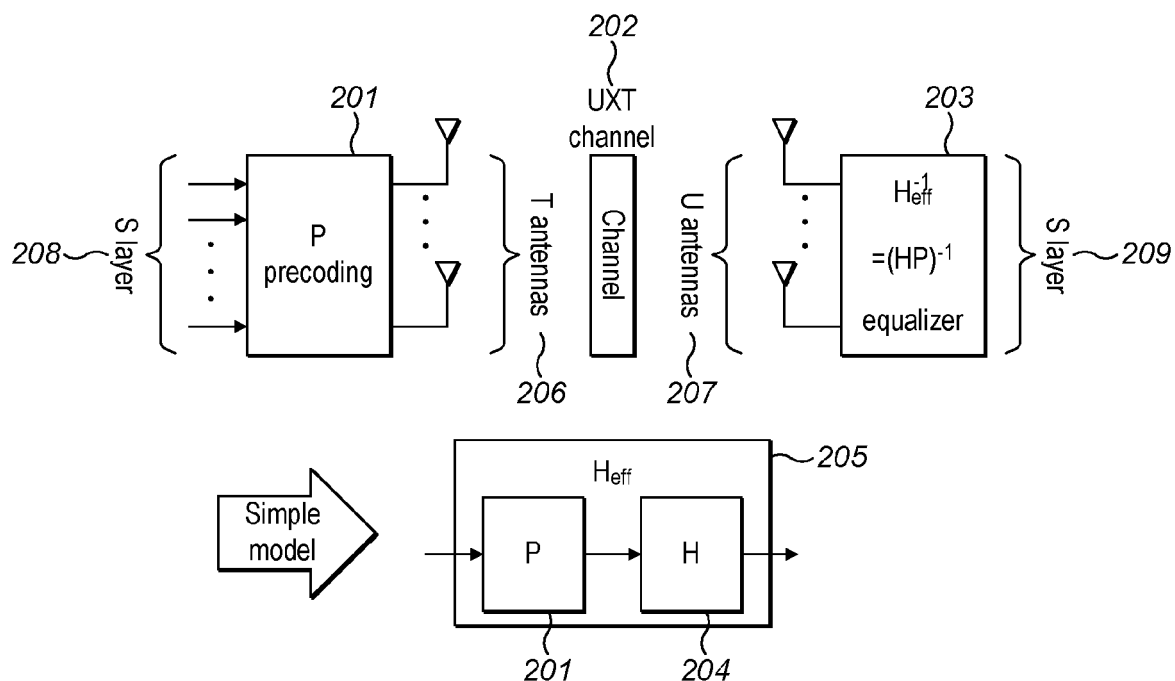 202
201
UXT
channel
203
208
S layer
P
precoding
T antennas
206
Channel
U antennas
207
H_eff^-1
=(HP)^-1
equalizer
S layer
209
Simple
model
H_eff
205
P
H
201
204